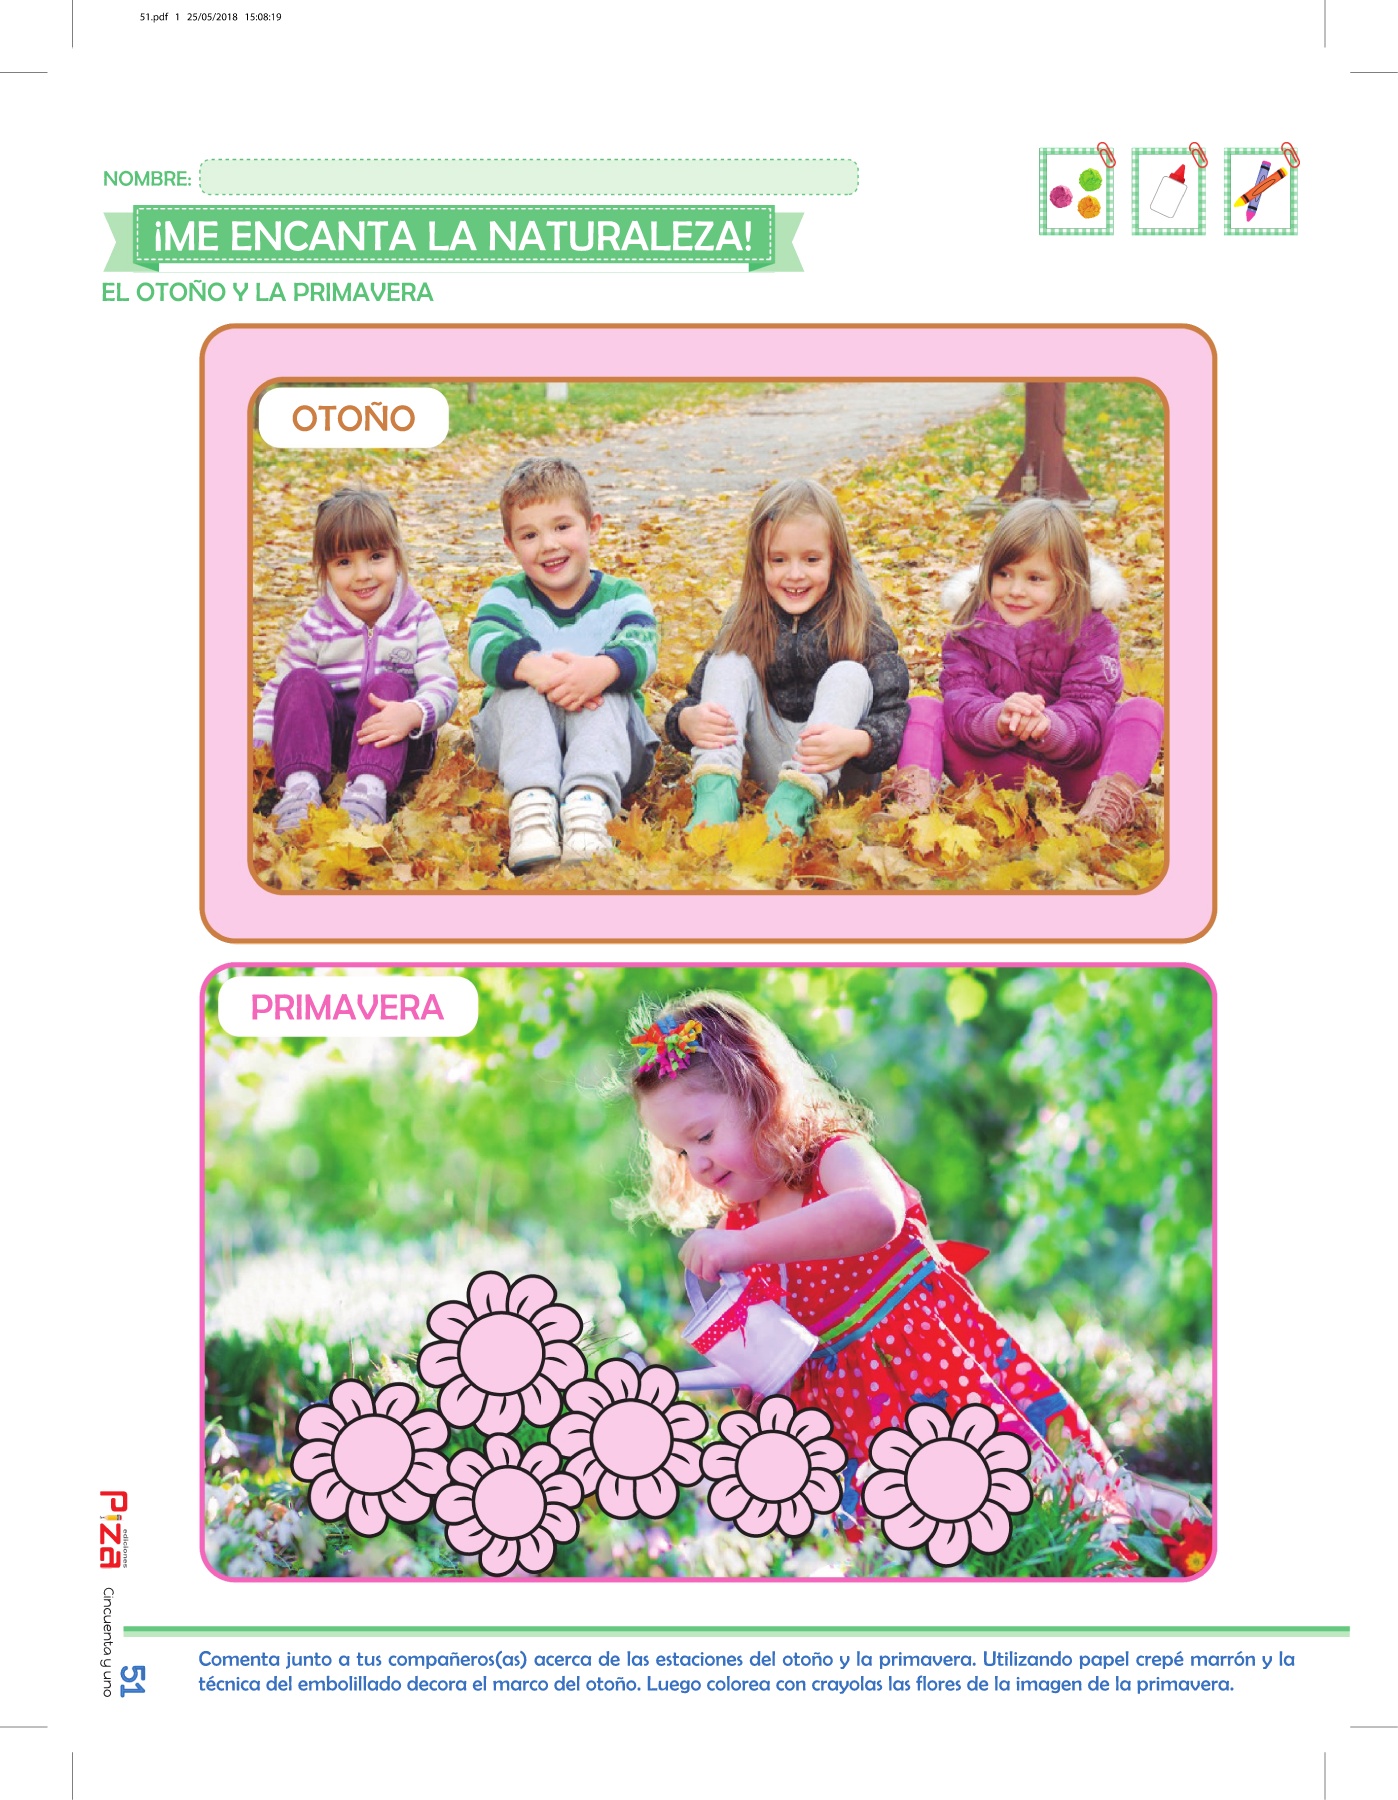 51.pdf 1 25/05/2018 15:08:19
NOMBRE:
¡ME ENCANTA LA NATURALEZA!
EL OTOÑO Y LA PRIMAVERA
OTOÑO
PRIMAVERA
Piza
ediciones
Cincuenta y uno
51
Comenta junto a tus compañeros(as) acerca de las estaciones del otoño y la primavera. Utilizando papel crepé marrón y la
técnica del embolillado decora el marco del otoño. Luego colorea con crayolas las flores de la imagen de la primavera.